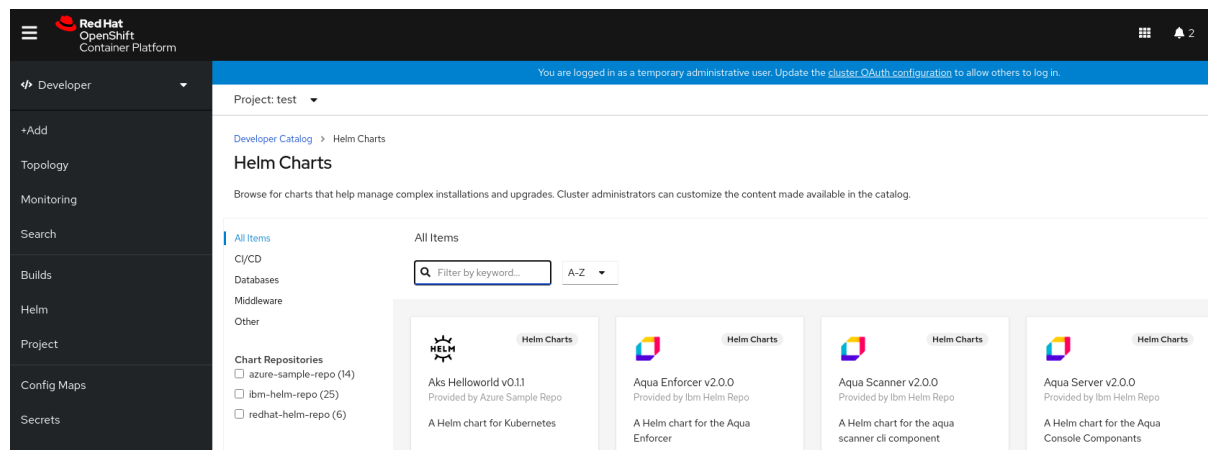 Red Hat
OpenShift
Container Platform
2
Developer
You are logged in as a temporary administrative user. Update the cluster OAuth configuration to allow others to log in.
Project: test
+Add
Topology
Monitoring
Search
Builds
Helm
Project
Config Maps
Secrets
Developer Catalog > Helm Charts
Helm Charts
Browse for charts that help manage complex installations and upgrades. Cluster administrators can customize the content made available in the catalog.
All Items
CI/CD
Databases
Middleware
Other
Chart Repositories
azure-sample-repo (14)
ibm-helm-repo (25)
redhat-helm-repo (6)
All Items
Filter by keyword...
A-Z
HELM
Helm Charts
Aks Helloworld v0.1.1
Provided by Azure Sample Repo
A Helm chart for Kubernetes
Helm Charts
Aqua Enforcer v2.0.0
Provided by Ibm Helm Repo
A Helm chart for the Aqua
Enforcer
Helm Charts
Aqua Scanner v2.0.0
Provided by Ibm Helm Repo
A Helm chart for the aqua
scanner cli component
Helm Charts
Aqua Server v2.0.0
Provided by Ibm Helm Repo
A Helm chart for the Aqua
Console Componants